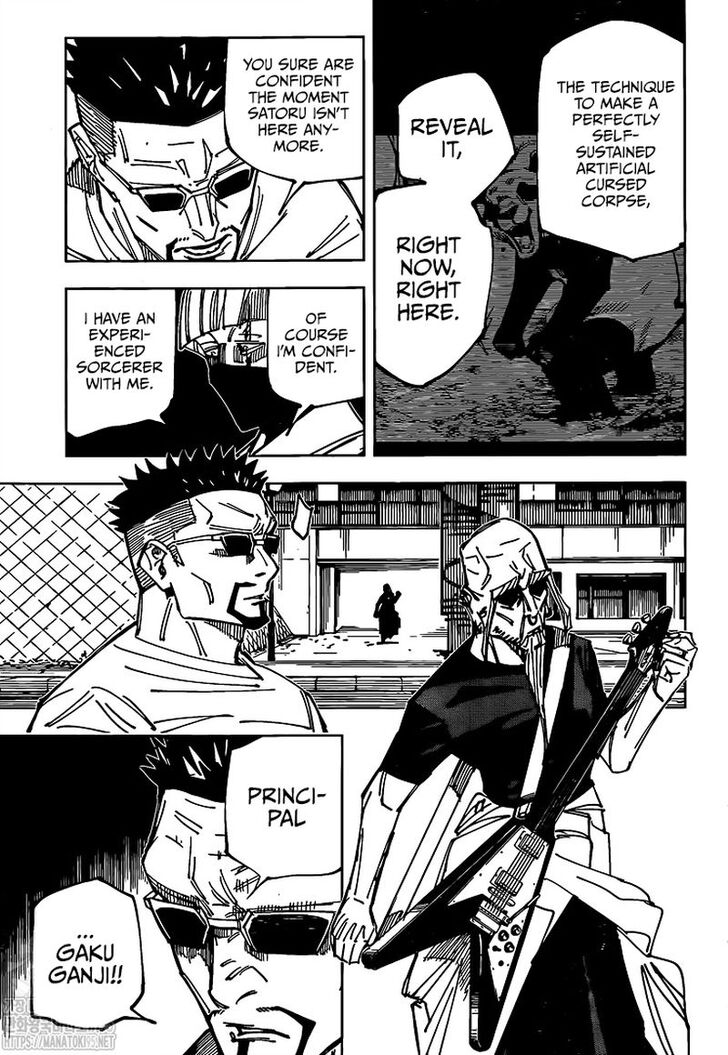 THE TECHNIQUE
TO MAKE A
PERFECTLY
SELF-
SUSTAINED
ARTIFICIAL
CURSED
CORPSE,
REVEAL
IT,
RIGHT
NOW,
RIGHT
HERE.
YOU SURE ARE
CONFIDENT
THE MOMENT
SATORU ISN'T
HERE ANY-
MORE.
OF
COURSE
I'M CONFI-
DENT.
I HAVE AN
EXPERI-
ENCED
SORCERER
WITH ME.
PRINCI-
PAL
...
GAKU
GANJI!!
HTTPS://MANATOKI95.NET